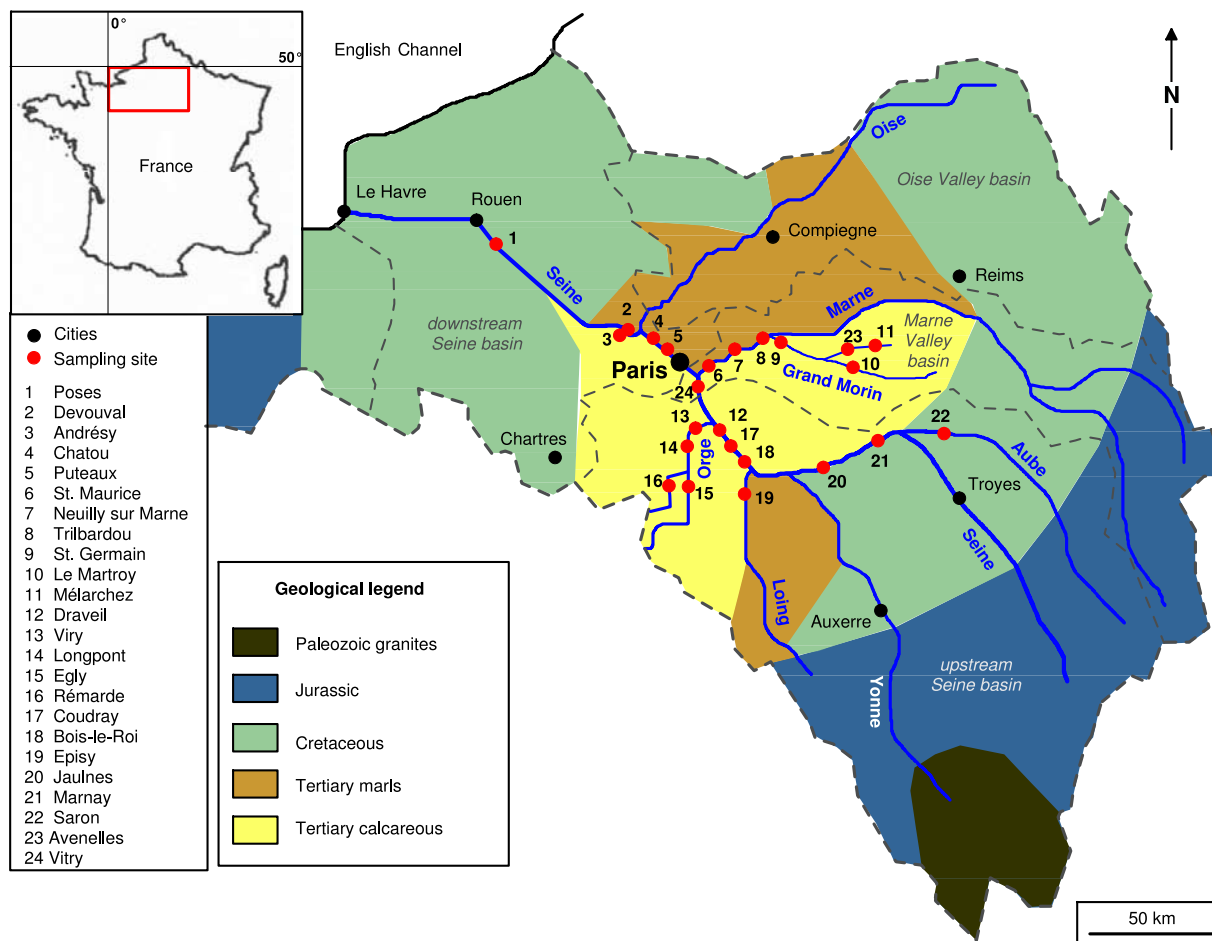 0°
50°
France
English Channel
N
Le Havre
Rouen
1
Seine
Oise
Oise Valley basin
Compiegne
Reims
Marne
Marne
Valley
basin
downstream
Seine basin
2
3
4
5
Paris
6
7
8
9
23
11
10
Grand Morin
24
13
12
14
17
18
Orge
16
15
19
20
21
22
Chartres
Aube
Troyes
Seine
Loing
Auxerre
Yonne
upstream
Seine basin
Cities
Sampling site
1 Poses
2 Devouval
3 Andrésy
4 Chatou
5 Puteaux
6 St. Maurice
7 Neuilly sur Marne
8 Trilbardou
9 St. Germain
10 Le Martroy
11 Mélarchez
12 Draveil
13 Viry
14 Longpont
15 Egly
16 Rémarde
17 Coudray
18 Bois-le-Roi
19 Episy
20 Jaulnes
21 Marnay
22 Saron
23 Avenelles
24 Vitry
Geological legend
Paleozoic granites
Jurassic
Cretaceous
Tertiary marls
Tertiary calcareous
50 km